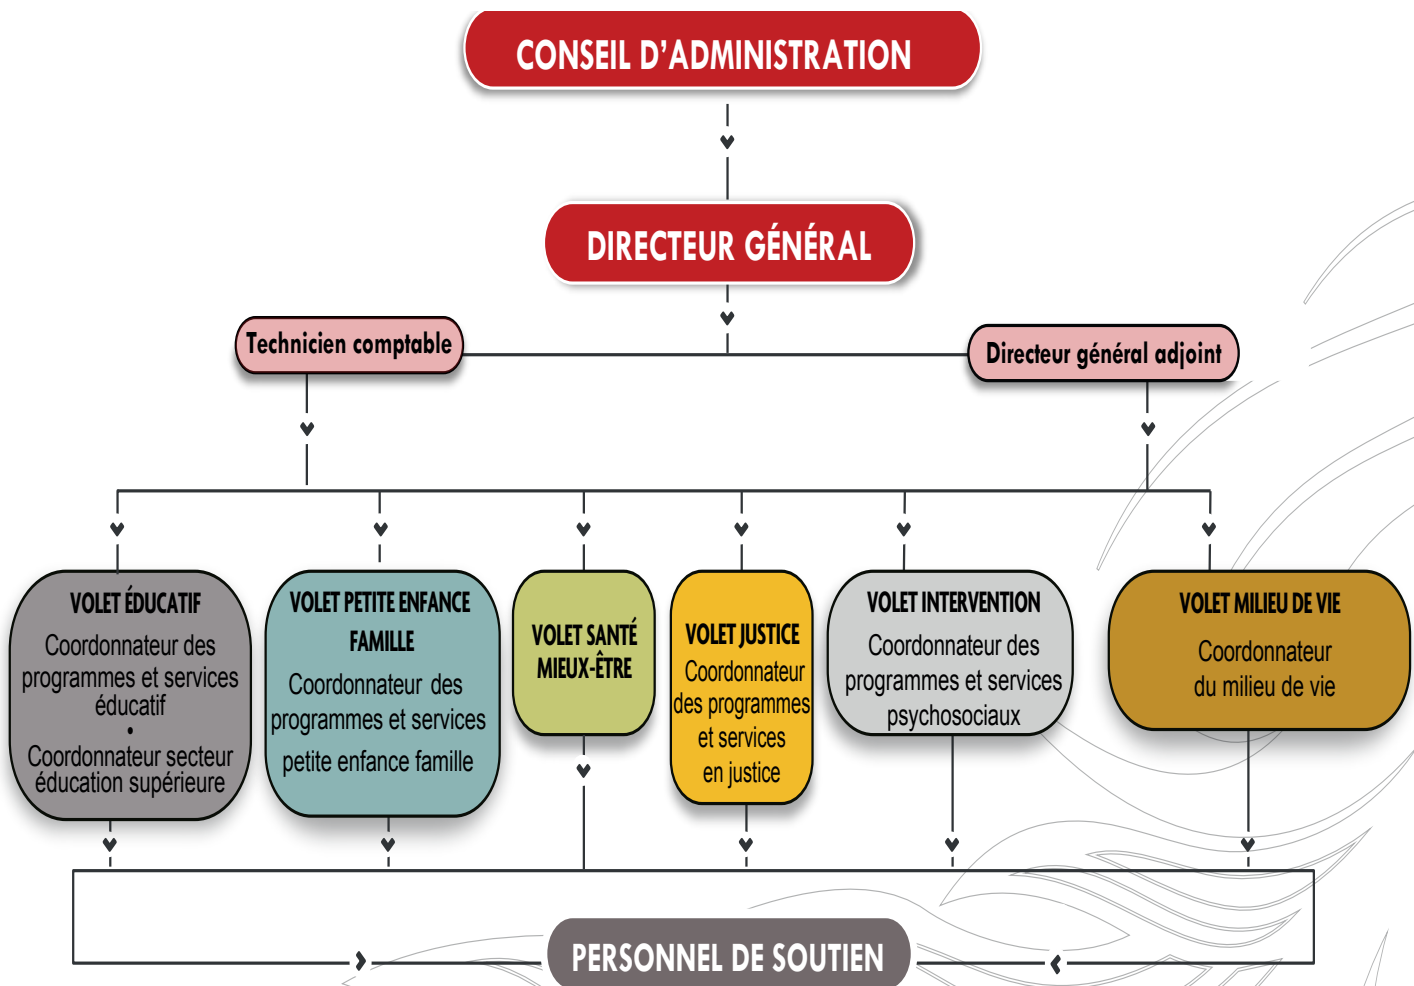 CONSEIL D’ADMINISTRATION
DIRECTEUR GÉNÉRAL
Technicien comptable
Directeur général adjoint
VOLET ÉDUCATIF
Coordonnateur des
programmes et services
éducatif
•
Coordonnateur secteur
éducation supérieure
VOLET PETITE ENFANCE
FAMILLE
Coordonnateur des
programmes et services
petite enfance famille
VOLET SANTÉ
MIEUX-ÊTRE
VOLET JUSTICE
Coordonnateur
des programmes
et services
en justice
VOLET INTERVENTION
Coordonnateur des
programmes et services
psychosociaux
VOLET MILIEU DE VIE
Coordonnateur
du milieu de vie
PERSONNEL DE SOUTIEN